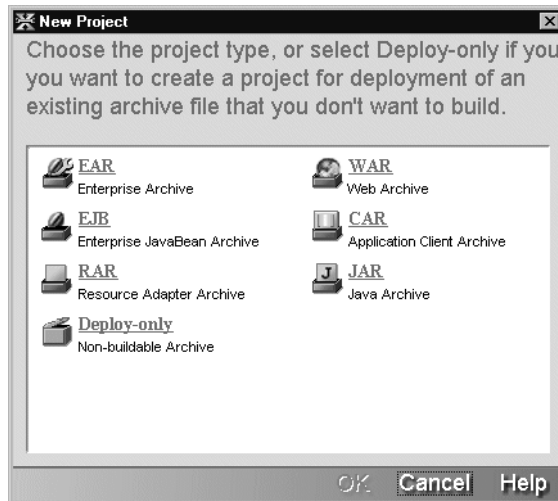 New Project
Choose the project type, or select Deploy-only if you
you want to create a project for deployment of an
existing archive file that you don't want to build.
EAR
Enterprise Archive
WAR
Web Archive
EJB
Enterprise JavaBean Archive
CAR
Application Client Archive
RAR
Resource Adapter Archive
J
JAR
Java Archive
Deploy-only
Non-buildable Archive
OK Cancel Help